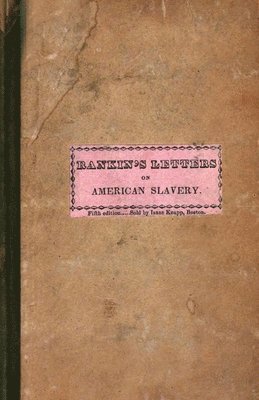 RANKIN'S LETTERS
ON
AMERICAN SLAVERY.
Fifth edition.... Sold by Isaac Knapp, Boston.